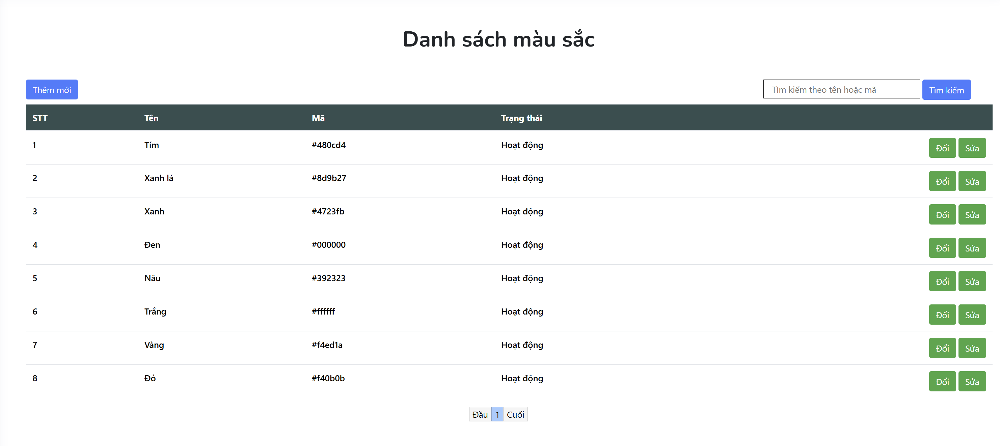 Danh sách màu sắc
Thêm mới Tìm kiếm theo tên hoặc mã Tìm kiếm
STT Tên Mã Trạng thái
1 Tím #480cd4 Hoạt động Đổi Sửa
2 Xanh lá #8d9b27 Hoạt động Đổi Sửa
3 Xanh #4723fb Hoạt động Đổi Sửa
4 Đen #000000 Hoạt động Đổi Sửa
5 Nâu #392323 Hoạt động Đổi Sửa
6 Trắng #ffffff Hoạt động Đổi Sửa
7 Vàng #f4ed1a Hoạt động Đổi Sửa
8 Đỏ #f40b0b Hoạt động Đổi Sửa
Đầu 1 Cuối